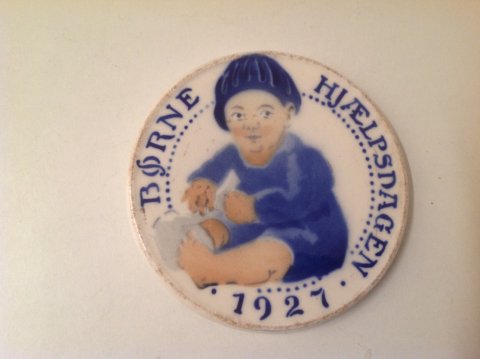 BØRNE
HJÆLPSDAGEN
· 1927 ·